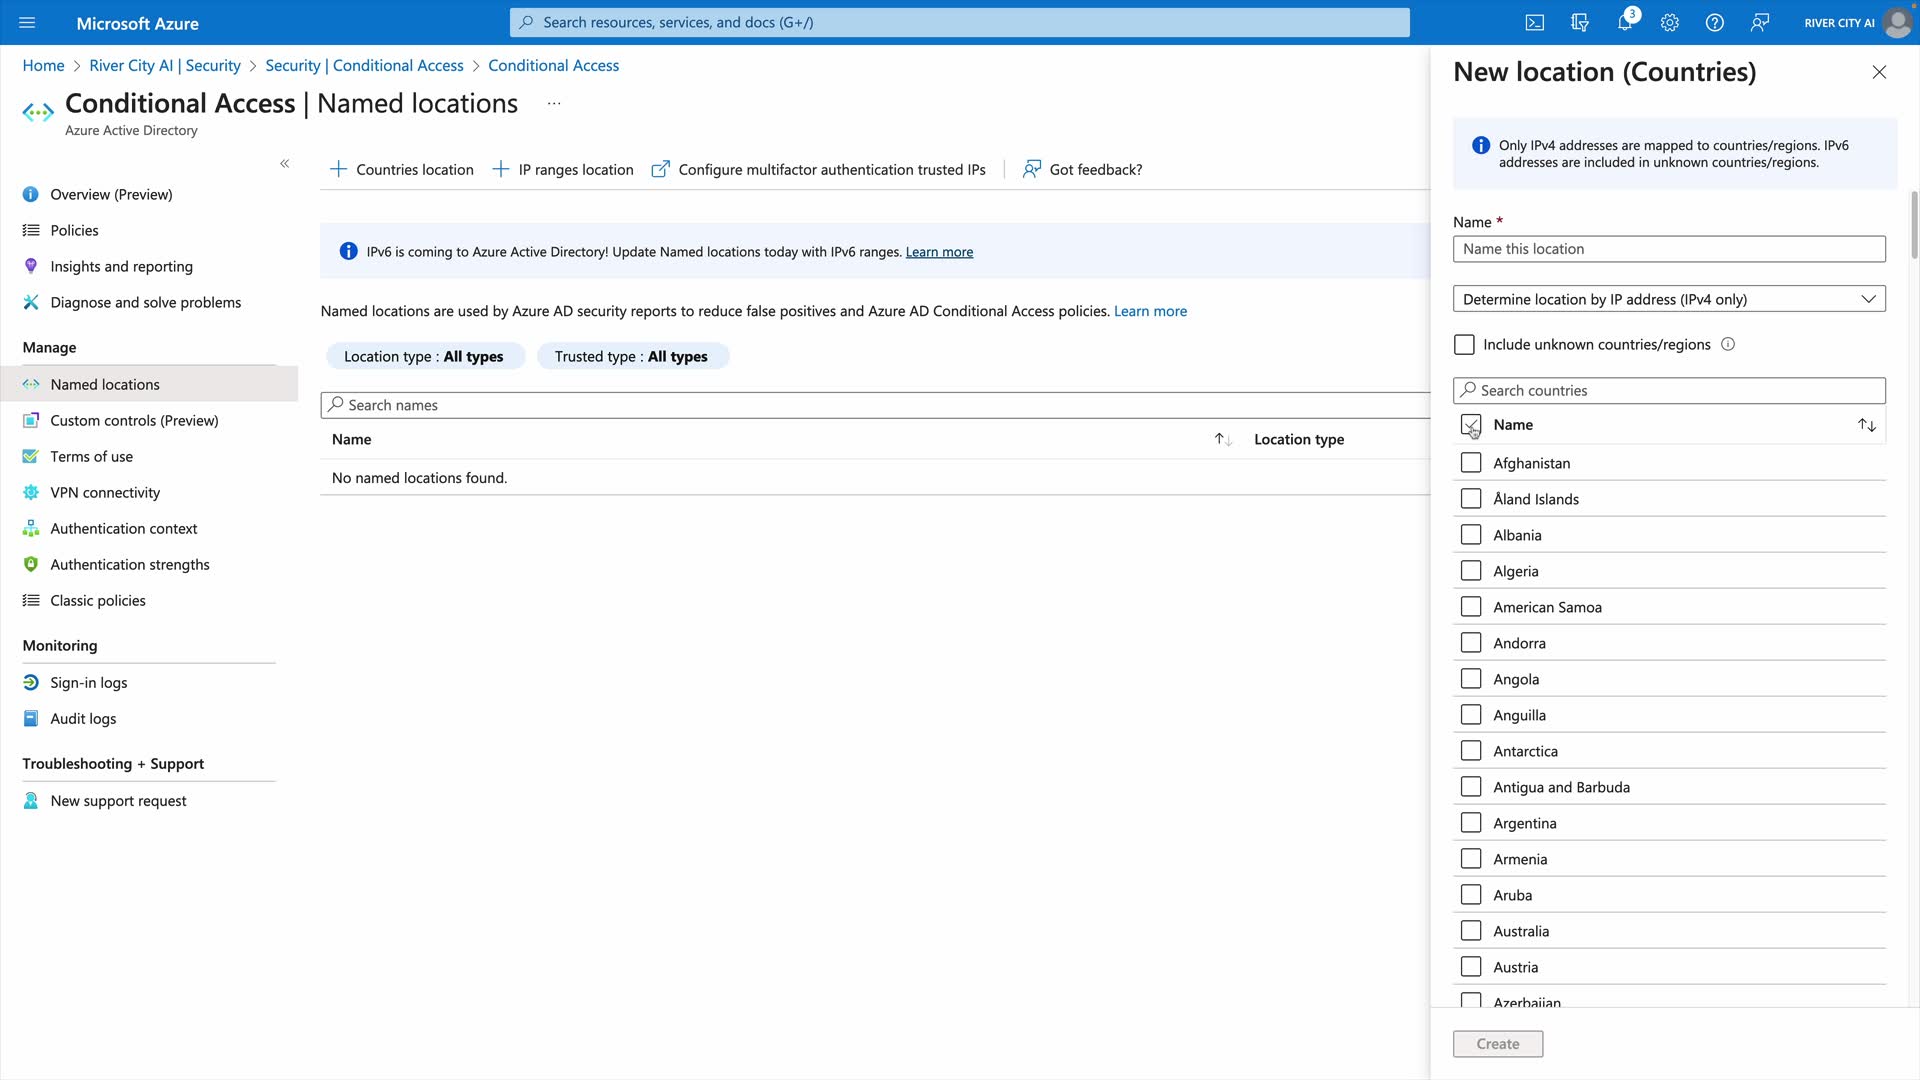 Microsoft Azure
Search resources, services, and docs (G+/)
3
RIVER CITY AI
Home > River City AI | Security > Security | Conditional Access > Conditional Access
Conditional Access | Named locations ...
Azure Active Directory
«
Overview (Preview)
Policies
Insights and reporting
Diagnose and solve problems
Manage
Named locations
Custom controls (Preview)
Terms of use
VPN connectivity
Authentication context
Authentication strengths
Classic policies
Monitoring
Sign-in logs
Audit logs
Troubleshooting + Support
New support request
Countries location
IP ranges location
Configure multifactor authentication trusted IPs
Got feedback?
IPv6 is coming to Azure Active Directory! Update Named locations today with IPv6 ranges. Learn more
Named locations are used by Azure AD security reports to reduce false positives and Azure AD Conditional Access policies. Learn more
Location type : All types
Trusted type : All types
Search names
Name
Location type
No named locations found.
New location (Countries)
Only IPv4 addresses are mapped to countries/regions. IPv6
addresses are included in unknown countries/regions.
Name *
Name this location
Determine location by IP address (IPv4 only)
Include unknown countries/regions
Search countries
Name
Afghanistan
Åland Islands
Albania
Algeria
American Samoa
Andorra
Angola
Anguilla
Antarctica
Antigua and Barbuda
Argentina
Armenia
Aruba
Australia
Austria
Azerbaijan
Create